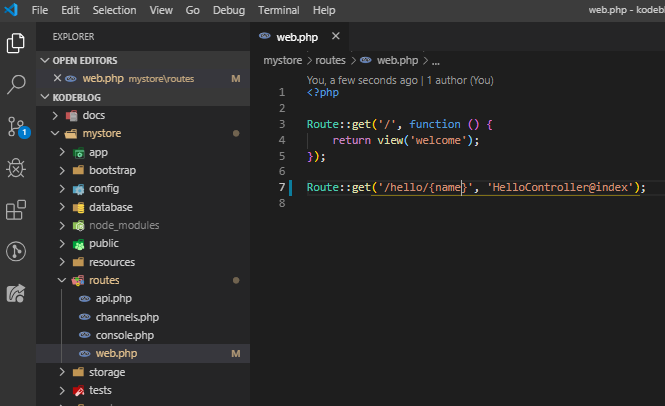 File Edit Selection View Go Debug Terminal Help web.php - kodebl
EXPLORER
OPEN EDITORS
web.php mystore\routes M
KODEBLOG
docs
mystore
app
bootstrap
config
database
node_modules
public
resources
routes
api.php
channels.php
console.php
web.php M
storage
tests
1
web.php
mystore > routes > web.php > ...
You, a few seconds ago | 1 author (You)
1 <?php
2
3 Route::get('/', function () {
4 return view('welcome');
5 });
6
7 Route::get('/hello/{name}', 'HelloController@index');
8